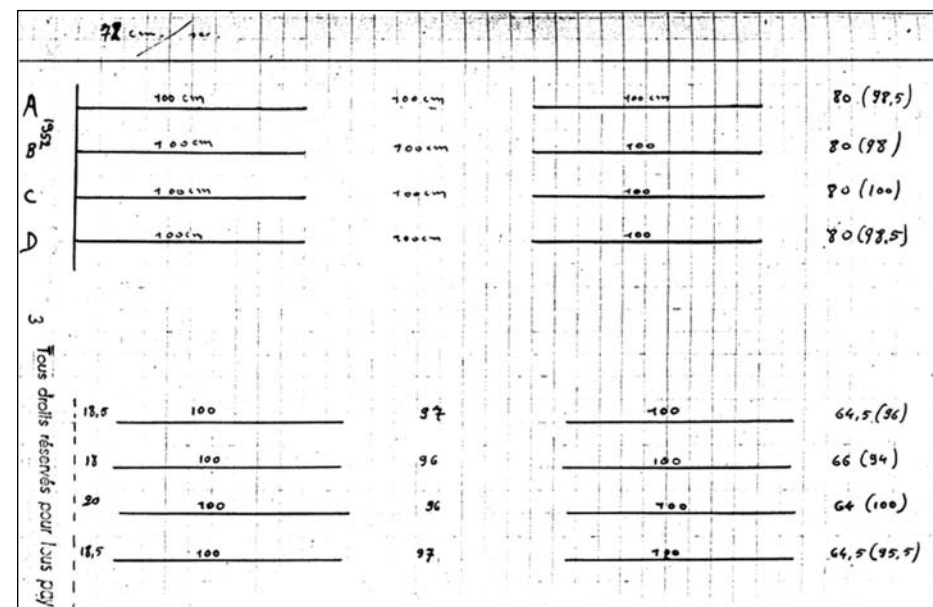 72 cm / sec
A 100 cm 100 cm 100 cm 80 (98,5)
B 100 cm 100 cm 100 80 (98)
C 100 cm 100 cm 100 80 (100)
D 100 cm 100 cm 100 80 (98,5)
1952
3 Tous droits réservés pour tous pay
18,5 100 97 100 64,5 (96)
18 100 96 100 66 (94)
20 100 96 100 64 (100)
18,5 100 97 100 64,5 (95,5)